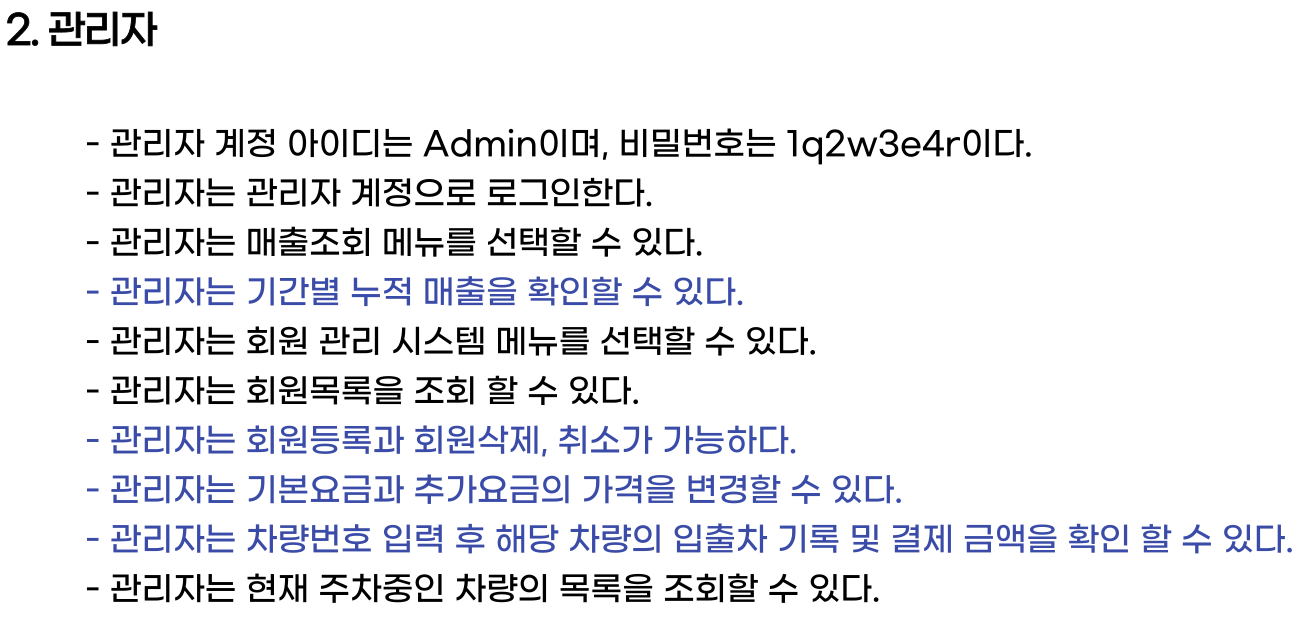 2. 관리자
- 관리자 계정 아이디는 Admin이며, 비밀번호는 1q2w3e4r이다.
- 관리자는 관리자 계정으로 로그인한다.
- 관리자는 매출조회 메뉴를 선택할 수 있다.
- 관리자는 기간별 누적 매출을 확인할 수 있다.
- 관리자는 회원 관리 시스템 메뉴를 선택할 수 있다.
- 관리자는 회원목록을 조회 할 수 있다.
- 관리자는 회원등록과 회원삭제, 취소가 가능하다.
- 관리자는 기본요금과 추가요금의 가격을 변경할 수 있다.
- 관리자는 차량번호 입력 후 해당 차량의 입출차 기록 및 결제 금액을 확인 할 수 있다.
- 관리자는 현재 주차중인 차량의 목록을 조회할 수 있다.